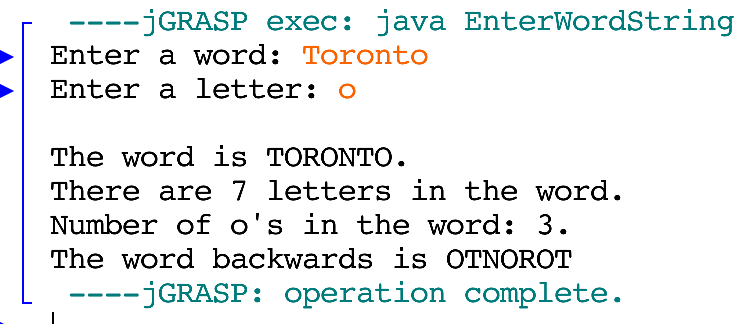 ----jGRASP exec: java EnterWordString
Enter a word: Toronto
Enter a letter: o
The word is TORONTO.
There are 7 letters in the word.
Number of o's in the word: 3.
The word backwards is OTNOROT
----jGRASP: operation complete.